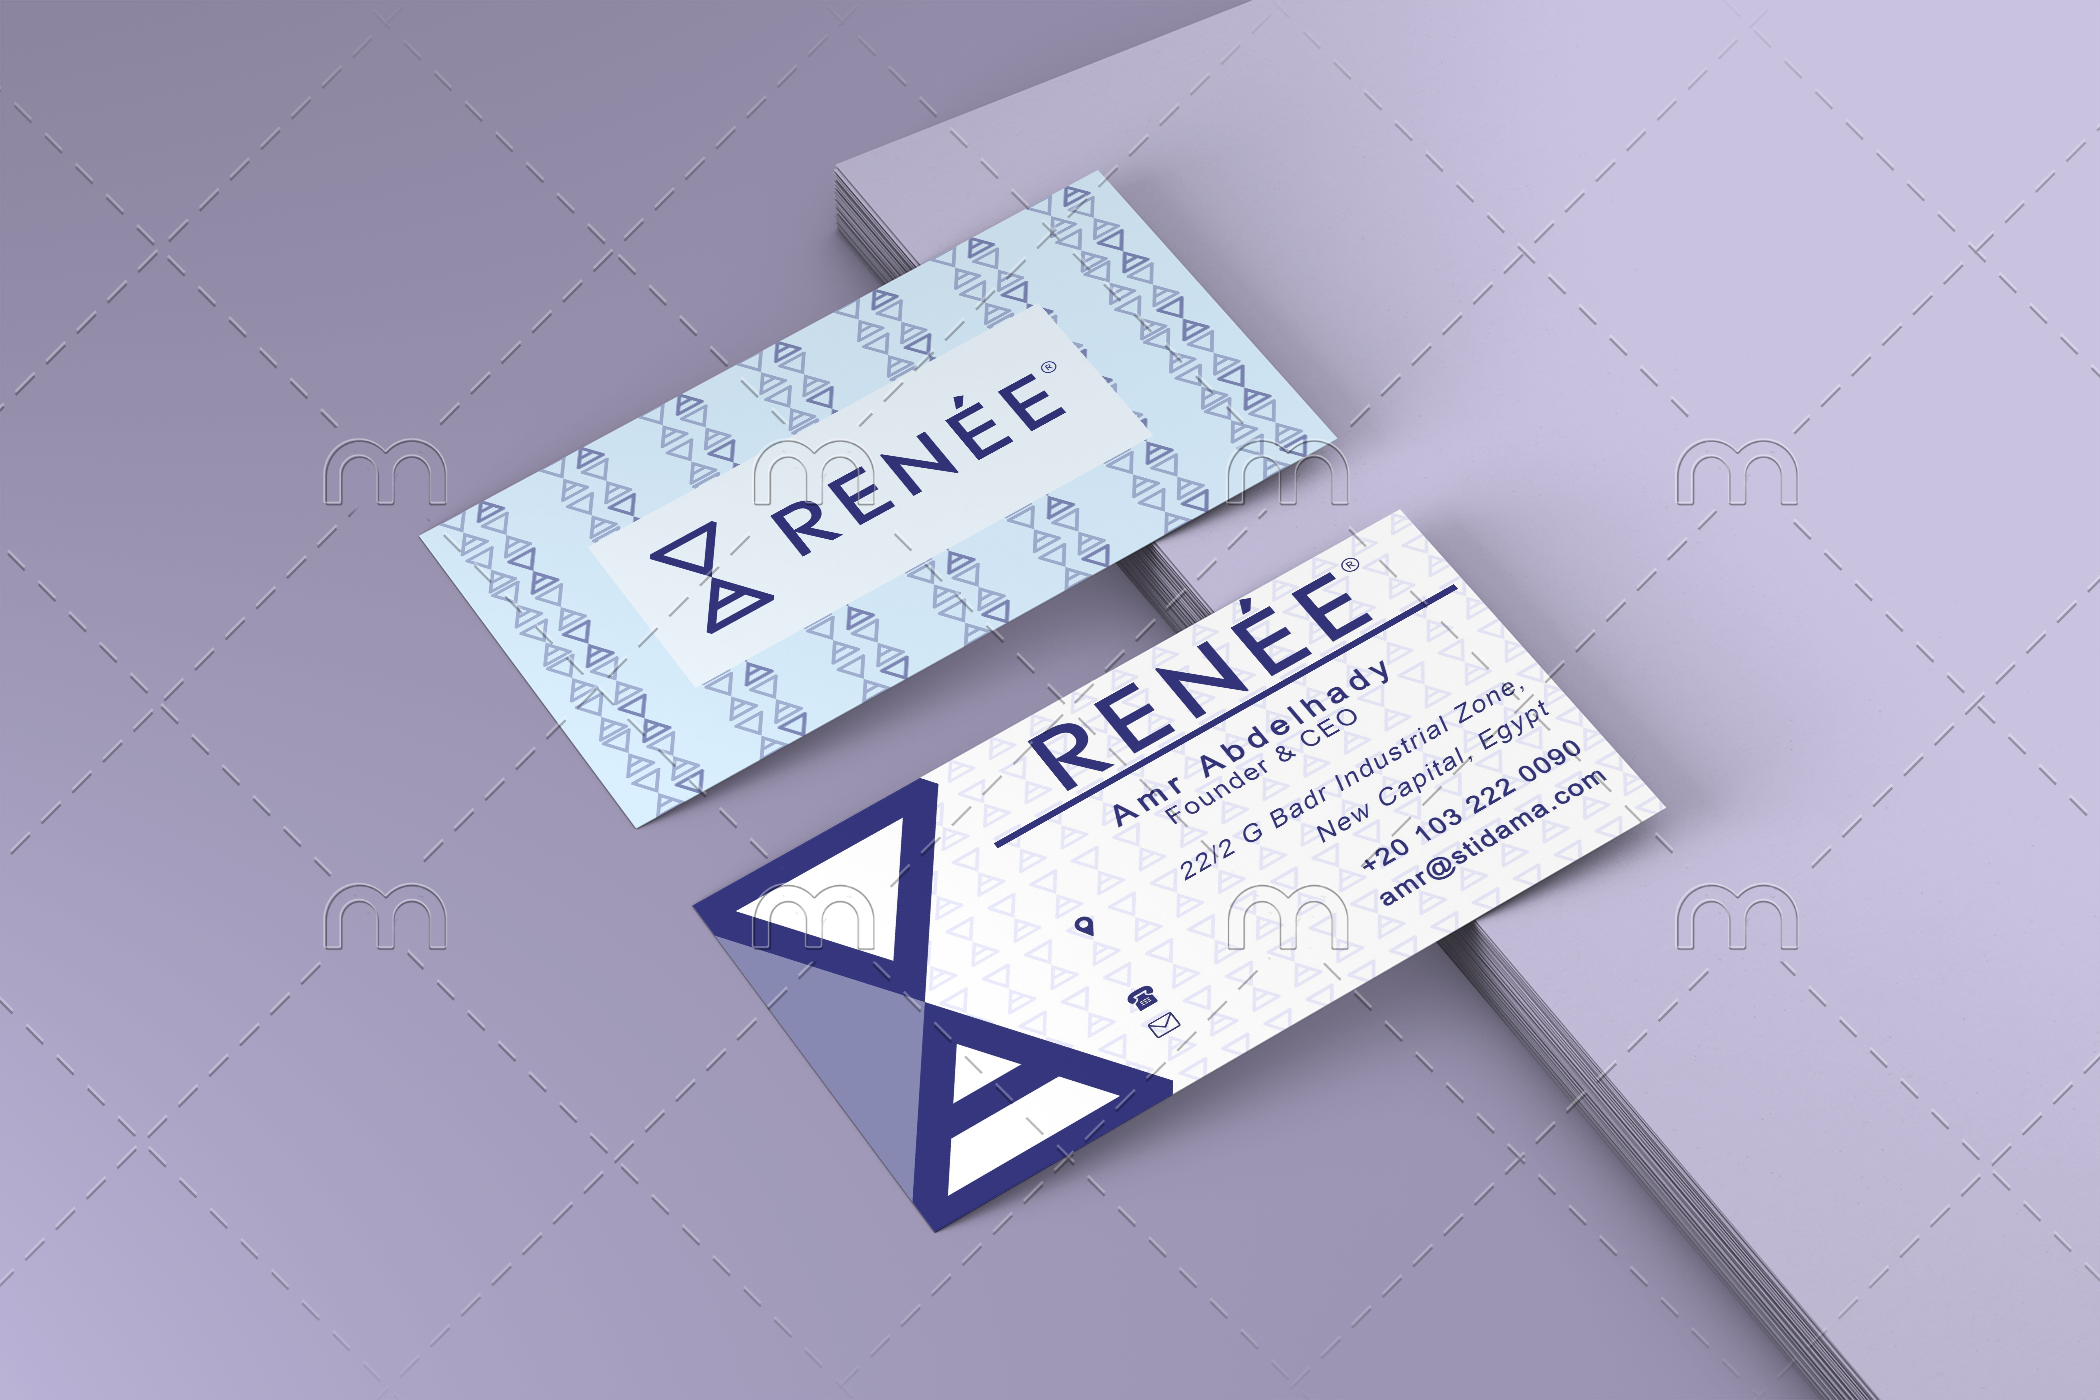 RENÉE®
RENÉE®
Amr Abdelhady
Founder & CEO
22/2 G Badr Industrial Zone,
New Capital, Egypt
+20 103 222 0090
amr@stidama.com
m m m m
m m m m